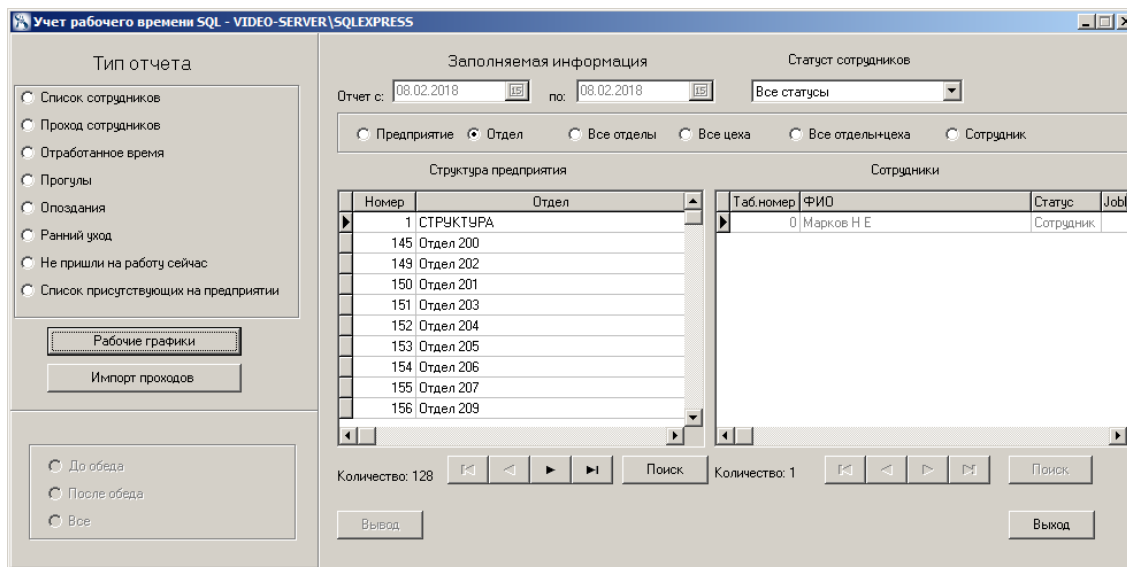 Учет рабочего времени SQL - VIDEO-SERVER\SQLEXPRESS
Тип отчета
Список сотрудников
Проход сотрудников
Отработанное время
Прогулы
Опоздания
Ранний уход
Не пришли на работу сейчас
Список присутствующих на предприятии
Рабочие графики
Импорт проходов
До обеда
После обеда
Все
Заполняемая информация
Статуст сотрудников
Отчет с: 08.02.2018 15 по: 08.02.2018 15 Все статусы
Предприятие Отдел Все отделы Все цеха Все отделы+цеха Сотрудник
Структура предприятия
Номер Отдел
1 СТРУКТУРА
145 Отдел 200
149 Отдел 202
150 Отдел 201
151 Отдел 203
152 Отдел 204
153 Отдел 205
154 Отдел 206
155 Отдел 207
156 Отдел 209
Количество: 128 Поиск
Сотрудники
Таб.номер ФИО Статус
0 Марков Н Е Сотрудник
Количество: 1 Поиск
Вывод Выход